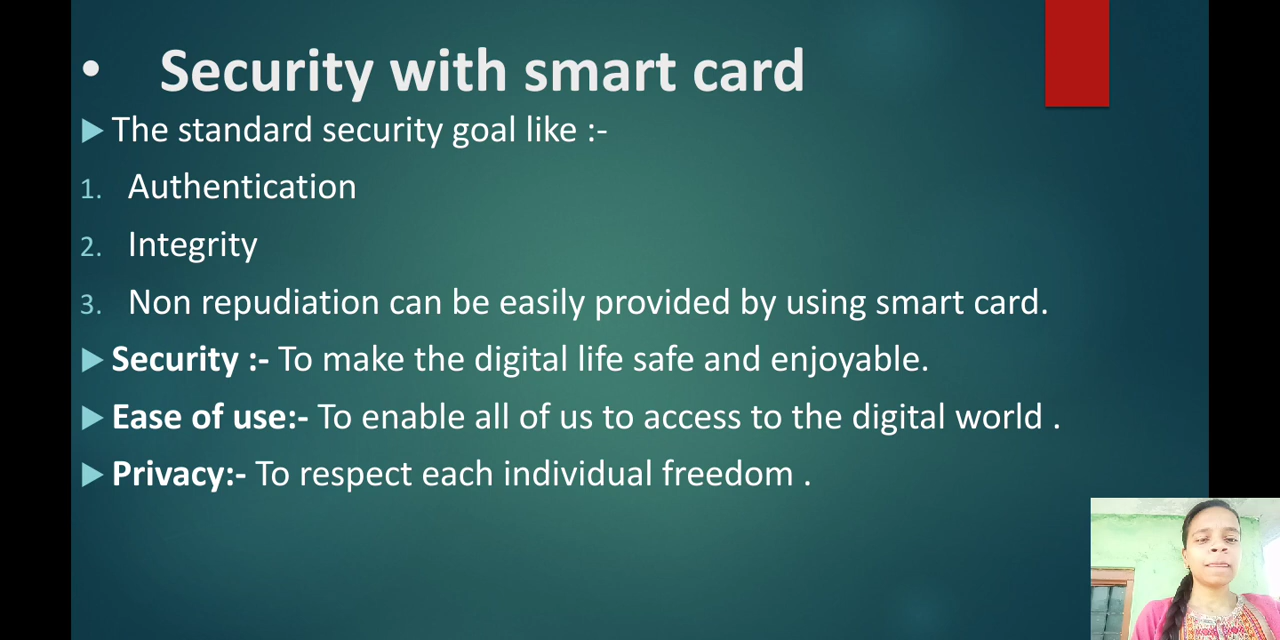 • Security with smart card
The standard security goal like :-
1. Authentication
2. Integrity
3. Non repudiation can be easily provided by using smart card.
Security :- To make the digital life safe and enjoyable.
Ease of use:- To enable all of us to access to the digital world .
Privacy:- To respect each individual freedom .